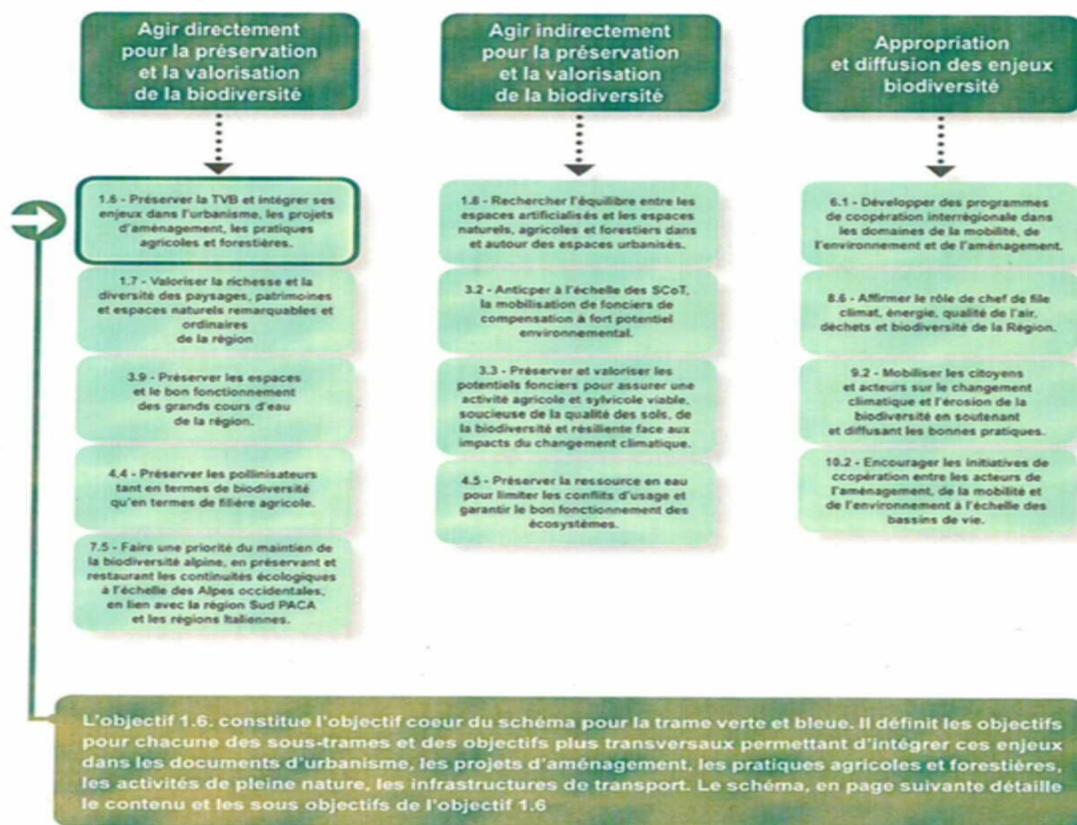 Agir directement
pour la préservation
et la valorisation
de la biodiversité
1.6 - Préserver la TVB et intégrer ses
enjeux dans l'urbanisme, les projets
d'aménagement, les pratiques
agricoles et forestières.
1.7 - Valoriser la richesse et la
diversité des paysages, patrimoines
et espaces naturels remarquables et
ordinaires
de la région
3.9 - Préserver les espaces
et le bon fonctionnement
des grands cours d'eau
de la région.
4.4 - Préserver les pollinisateurs
tant en termes de biodiversité
qu'en termes de filière agricole.
7.5 - Faire une priorité du maintien de
la biodiversité alpine, en préservant et
restaurant les continuités écologiques
à l'échelle des Alpes occidentales,
en lien avec la région Sud PACA
et les régions Italiennes.
Agir indirectement
pour la préservation
et la valorisation
de la biodiversité
1.8 - Rechercher l'équilibre entre les
espaces artificialisés et les espaces
naturels, agricoles et forestiers dans
et autour des espaces urbanisés.
3.2 - Anticper à l'échelle des SCoT,
la mobilisation de fonciers de
compensation à fort potentiel
environnemental.
3.3 - Préserver et valoriser les
potentiels fonciers pour assurer une
activité agricole et sylvicole viable,
soucieuse de la qualité des sols, de
la biodiversité et résiliente face aux
impacts du changement climatique.
4.5 - Préserver la ressource en eau
pour limiter les conflits d'usage et
garantir le bon fonctionnement des
écosystèmes.
Appropriation
et diffusion des enjeux
biodiversité
6.1 - Développer des programmes
de coopération interrégionale dans
les domaines de la mobilité, de
l'environnement et de l'aménagement.
8.6 - Affirmer le rôle de chef de file
climat, énergie, qualité de l'air,
déchets et biodiversité de la Région.
9.2 - Mobiliser les citoyens
et acteurs sur le changement
climatique et l'érosion de la
biodiversité en soutenant
et diffusant les bonnes pratiques.
10.2 - Encourager les initiatives de
coopération entre les acteurs de
l'aménagement, de la mobilité et
de l'environnement à l'échelle des
bassins de vie.
L'objectif 1.6. constitue l'objectif coeur du schéma pour la trame verte et bleue. Il définit les objectifs
pour chacune des sous-trames et des objectifs plus transversaux permettant d'intégrer ces enjeux
dans les documents d'urbanisme, les projets d'aménagement, les pratiques agricoles et forestières,
les activités de pleine nature, les infrastructures de transport. Le schéma, en page suivante détaille
le contenu et les sous objectifs de l'objectif 1.6